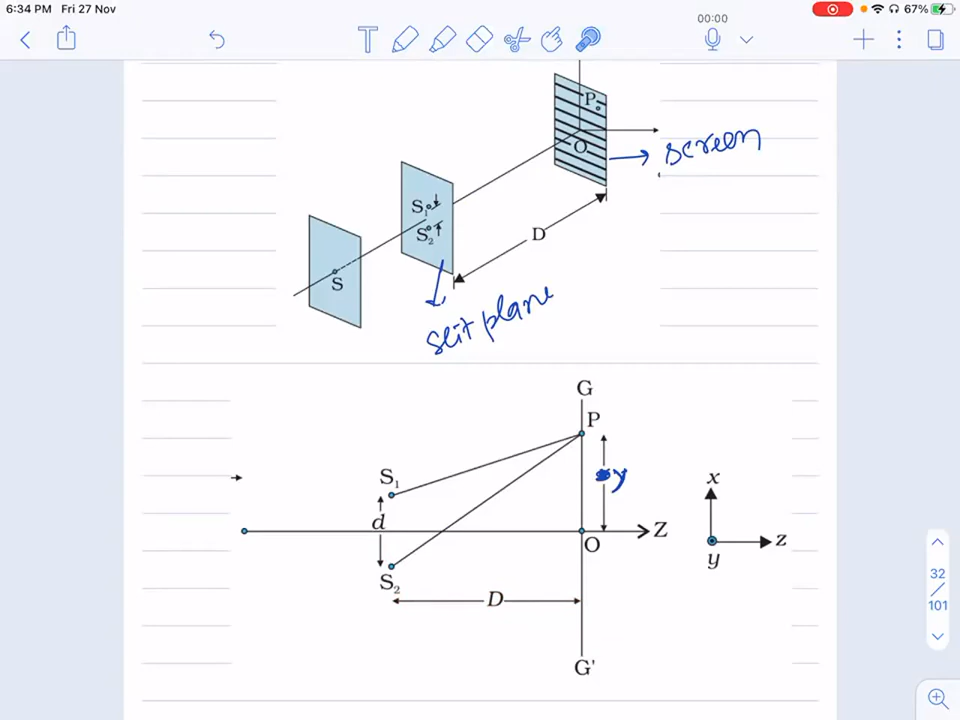 6:34 PM Fri 27 Nov
67%
00:00
P
O
screen
S₁
S₂
D
S
slit plane
G
P
y
S₁
d
S₂
O
Z
D
G'
x
z
y
32
101